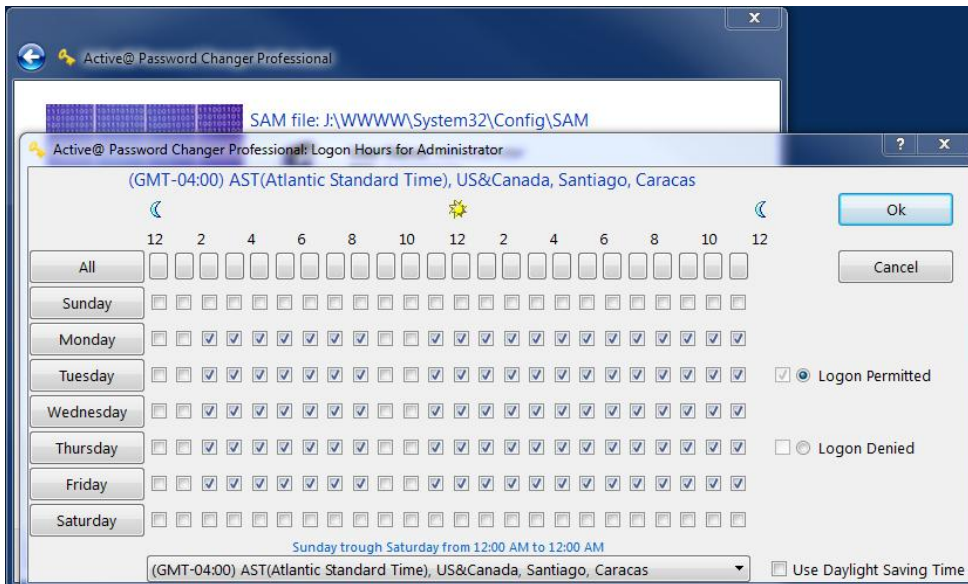 X
Active@ Password Changer Professional
SAM file: J:\WWWW\System32\Config\SAM
Active@ Password Changer Professional: Logon Hours for Administrator ? X
(GMT-04:00) AST(Atlantic Standard Time), US&Canada, Santiago, Caracas
Ok
12 2 4 6 8 10 12 2 4 6 8 10 12
All
Cancel
Sunday
Monday
Tuesday
Logon Permitted
Wednesday
Thursday
Logon Denied
Friday
Saturday
Sunday trough Saturday from 12:00 AM to 12:00 AM
(GMT-04:00) AST(Atlantic Standard Time), US&Canada, Santiago, Caracas
Use Daylight Saving Time